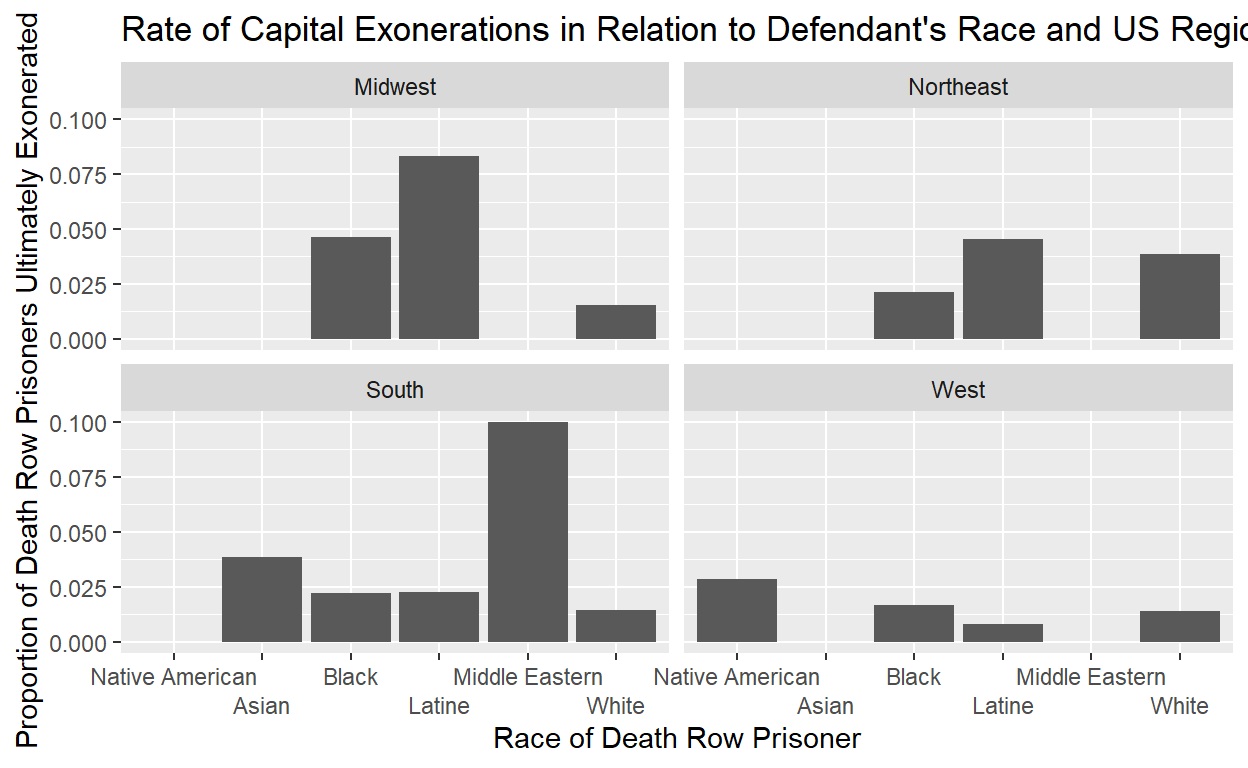 Rate of Capital Exonerations in Relation to Defendant's Race and US
Proportion of Death Row Prisoners Ultimately Exonerated
Midwest
Northeast
0.100
0.075
0.050
0.025
0.000
South
West
0.100
0.075
0.050
0.025
0.000
Native American Black Middle Eastern Native American Black Middle Eastern
Asian Latine White Asian Latine White
Race of Death Row Prisoner